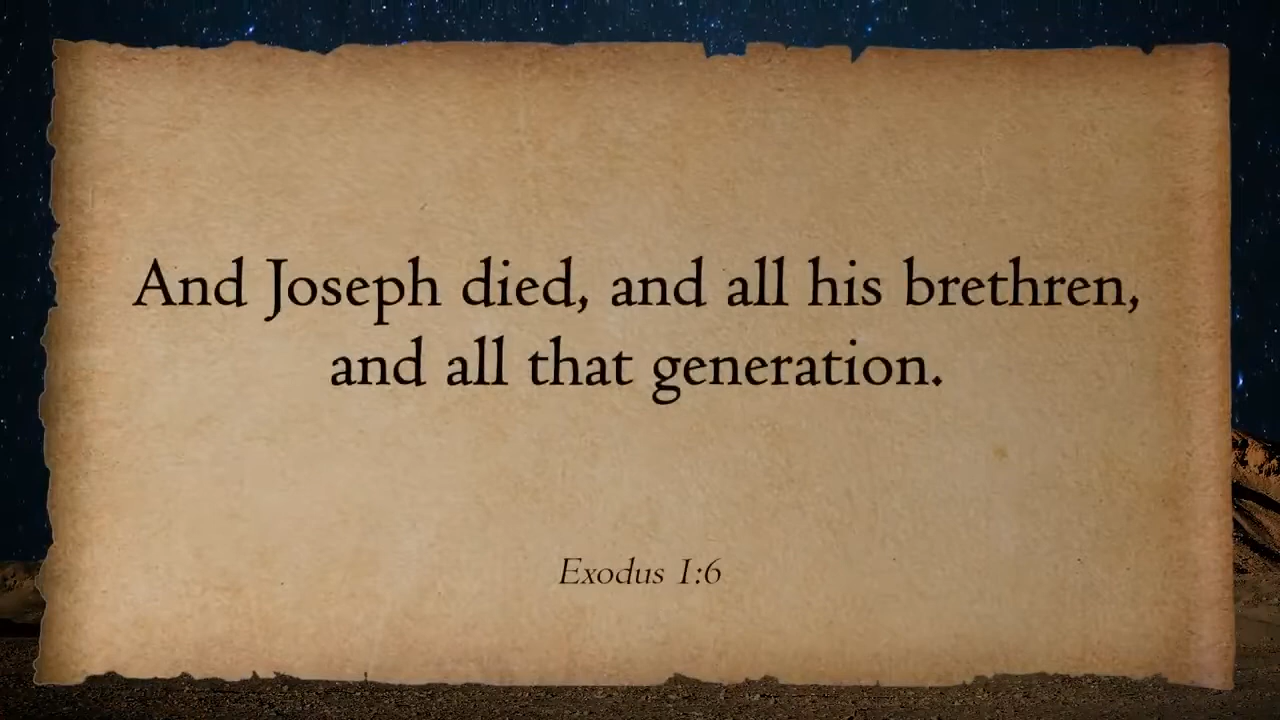 And Joseph died, and all his brethren,
and all that generation.
Exodus 1:6